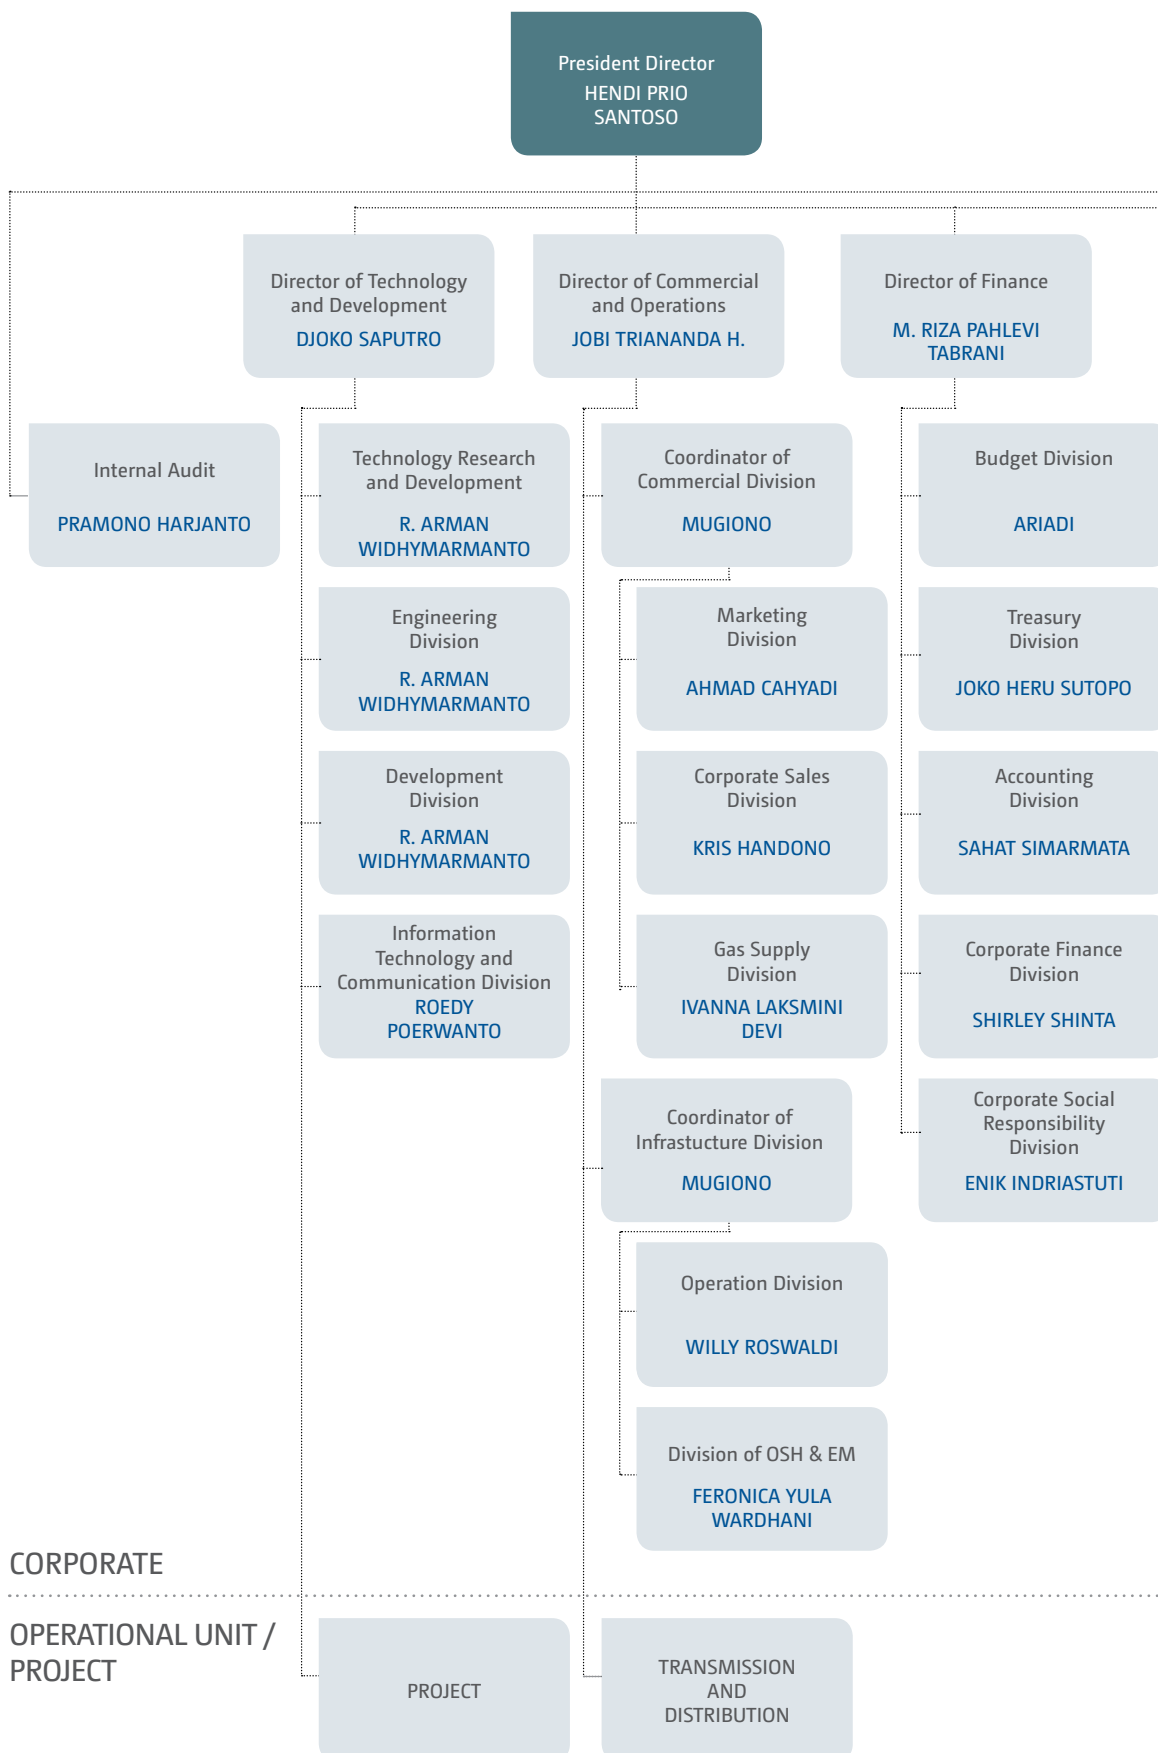 President Director
HENDI PRIO
SANTOSO
Director of Technology
and Development
DJOKO SAPUTRO
Director of Commercial
and Operations
JOBI TRIANANDA H.
Director of Finance
M. RIZA PAHLEVI
TABRANI
Internal Audit
PRAMONO HARJANTO
Technology Research
and Development
R. ARMAN
WIDHYMARMANTO
Engineering
Division
R. ARMAN
WIDHYMARMANTO
Development
Division
R. ARMAN
WIDHYMARMANTO
Information
Technology and
Communication Division
ROEDY
POERWANTO
Coordinator of
Commercial Division
MUGIONO
Marketing
Division
AHMAD CAHYADI
Corporate Sales
Division
KRIS HANDONO
Gas Supply
Division
IVANNA LAKSMINI
DEVI
Coordinator of
Infrastucture Division
MUGIONO
Operation Division
WILLY ROSWALDI
Division of OSH & EM
FERONICA YULA
WARDHANI
Budget Division
ARIADI
Treasury
Division
JOKO HERU SUTOPO
Accounting
Division
SAHAT SIMARMATA
Corporate Finance
Division
SHIRLEY SHINTA
Corporate Social
Responsibility
Division
ENIK INDRIASTUTI
CORPORATE
OPERATIONAL UNIT /
PROJECT
PROJECT
TRANSMISSION
AND
DISTRIBUTION